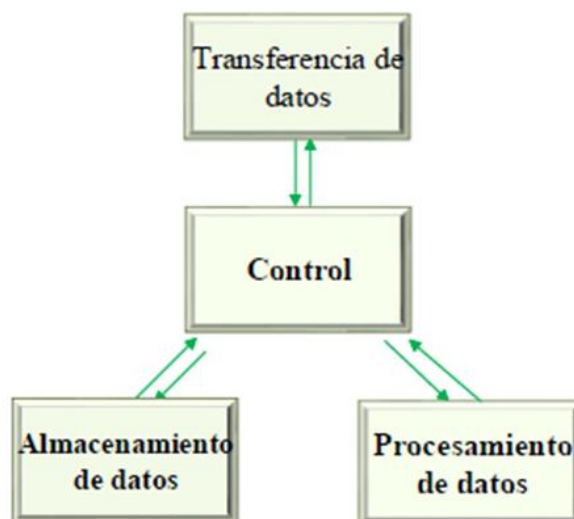 Transferencia de
datos
Control
Almacenamiento
de datos
Procesamiento
de datos